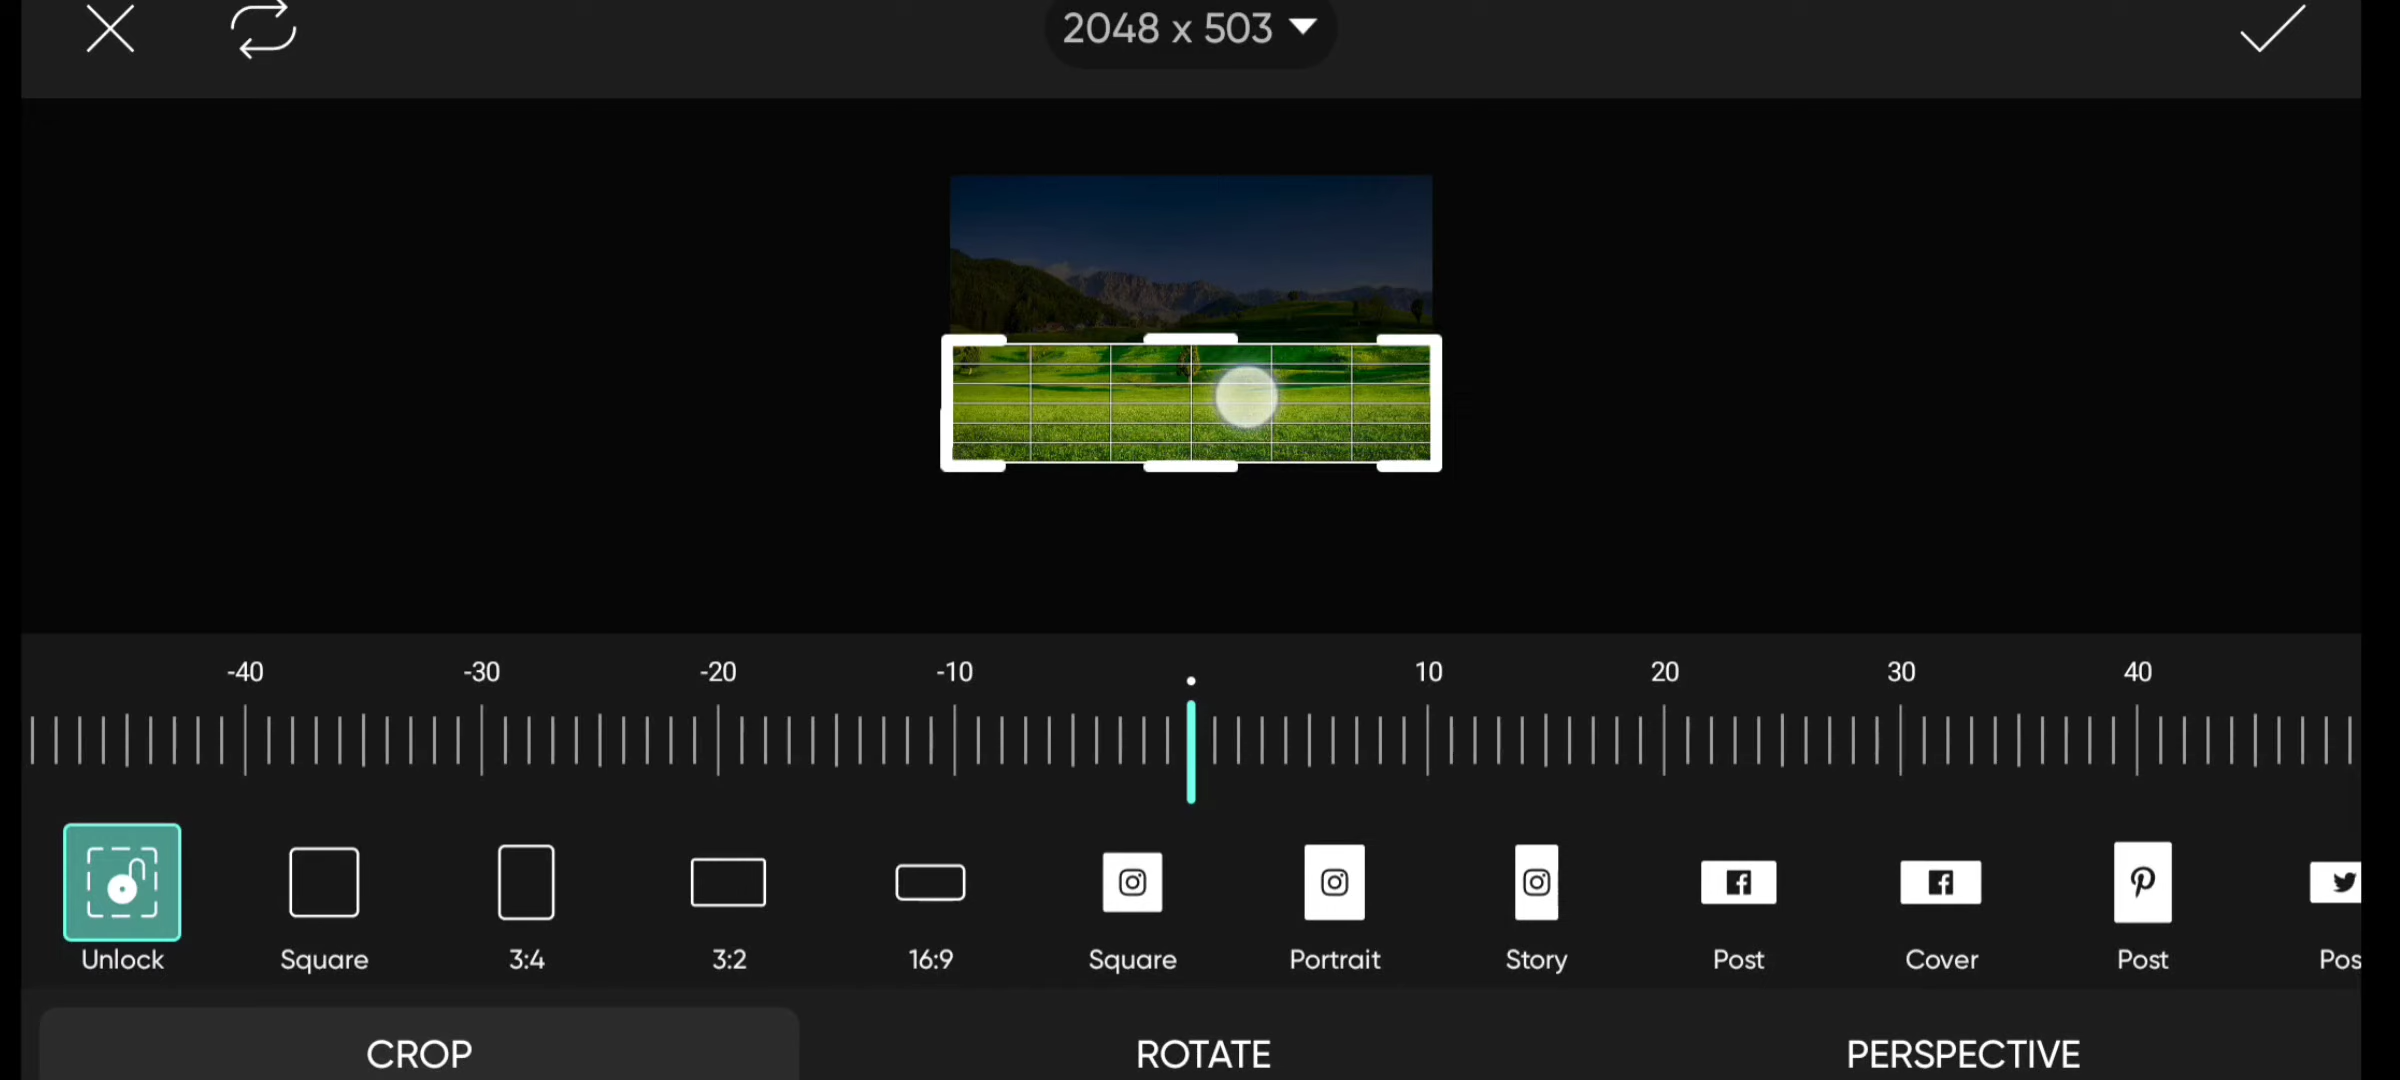 2048 x 503
-40 -30 -20 -10 10 20 30 40
Unlock Square 3:4 3:2 16:9 Square Portrait Story Post Cover Post Pos
CROP ROTATE PERSPECTIVE